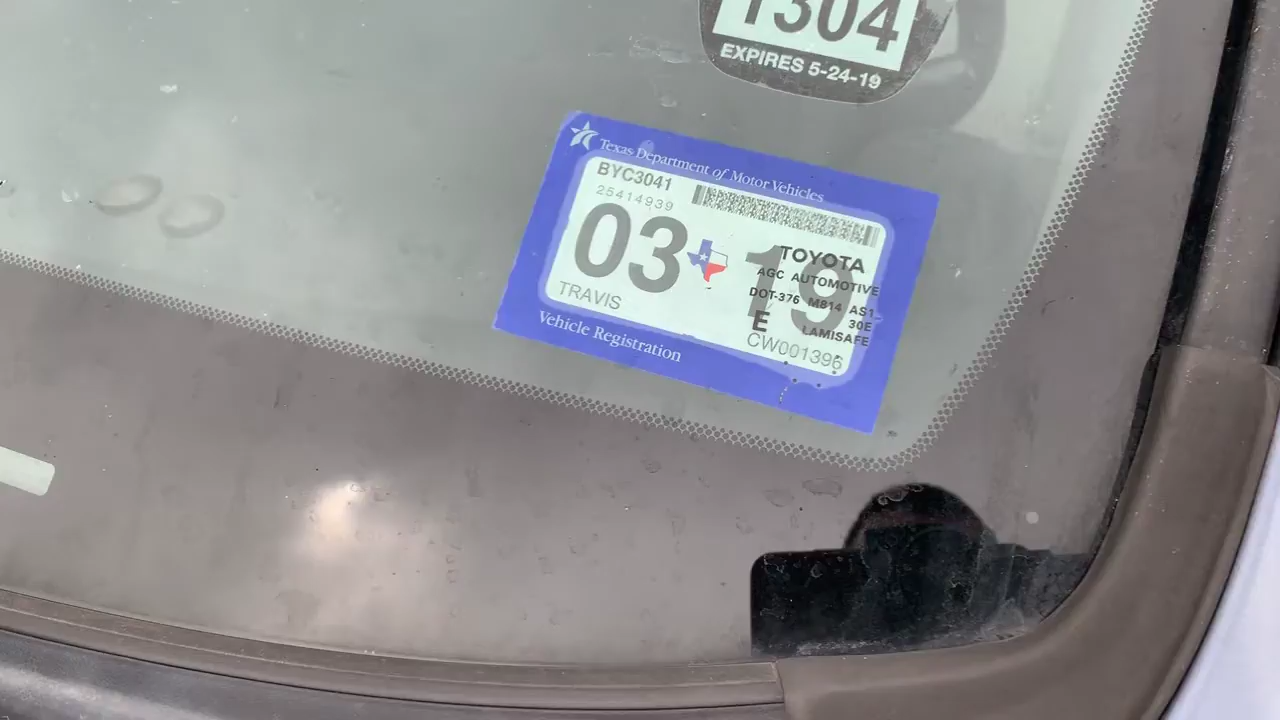 1304
EXPIRES 5-24-19
Texas Department of Motor Vehicles
BYC3041
25414939
03 19
TOYOTA
AGC AUTOMOTIVE
DOT-376 M814 AS1
E 30E
LAMISAFE
TRAVIS
CW001396
Vehicle Registration